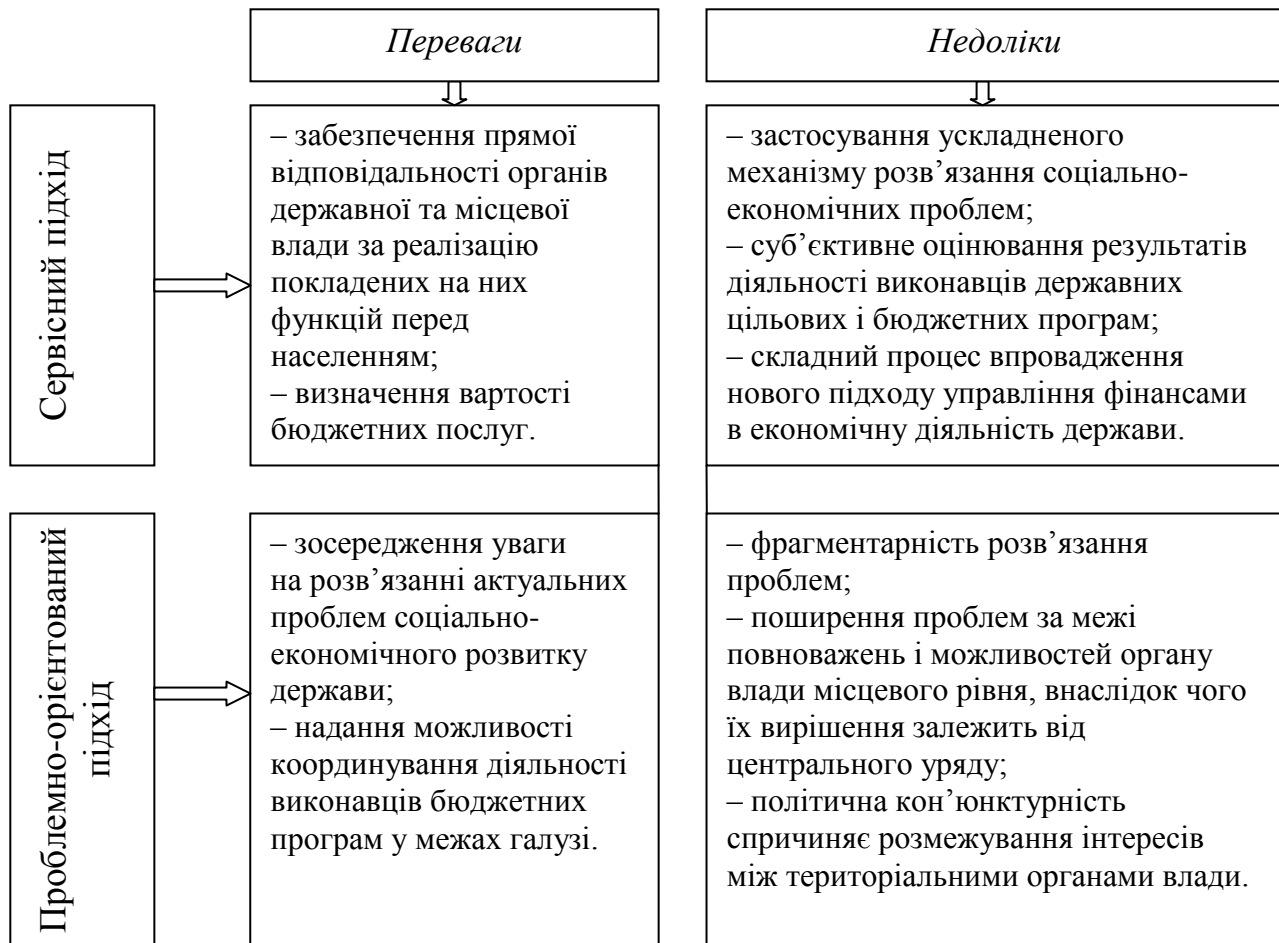 Переваги
Недоліки
Сервісний підхід
– забезпечення прямої
відповідальності органів
державної та місцевої
влади за реалізацію
покладених на них
функцій перед
населенням;
– визначення вартості
бюджетних послуг.
– застосування ускладненого
механізму розв’язання соціально-
економічних проблем;
– суб’єктивне оцінювання результатів
діяльності виконавців державних
цільових і бюджетних програм;
– складний процес впровадження
нового підходу управління фінансами
в економічну діяльність держави.
Проблемно-орієнтований
підхід
– зосередження уваги
на розв’язанні актуальних
проблем соціально-
економічного розвитку
держави;
– надання можливості
координування діяльності
виконавців бюджетних
програм у межах галузі.
– фрагментарність розв’язання
проблем;
– поширення проблем за межі
повноважень і можливостей органу
влади місцевого рівня, внаслідок чого
їх вирішення залежить від
центрального уряду;
– політична кон’юнктурність
спричиняє розмежування інтересів
між територіальними органами влади.